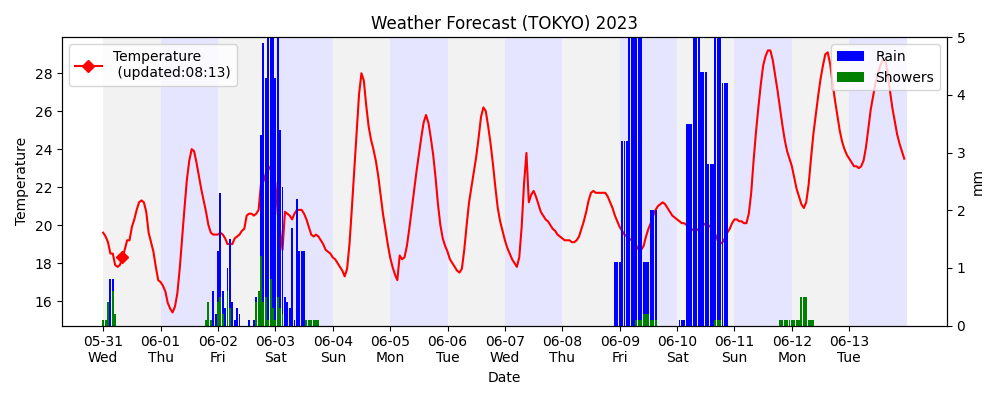 Weather Forecast (TOKYO) 2023
Temperature
(updated:08:13)
Rain
Showers
Temperature
28
26
24
22
20
18
16
5
4
3
2
1
0
mm
05-31 06-01 06-02 06-03 06-04 06-05 06-06 06-07 06-08 06-09 06-10 06-11 06-12 06-13
Wed Thu Fri Sat Sun Mon Tue Wed Thu Fri Sat Sun Mon Tue
Date